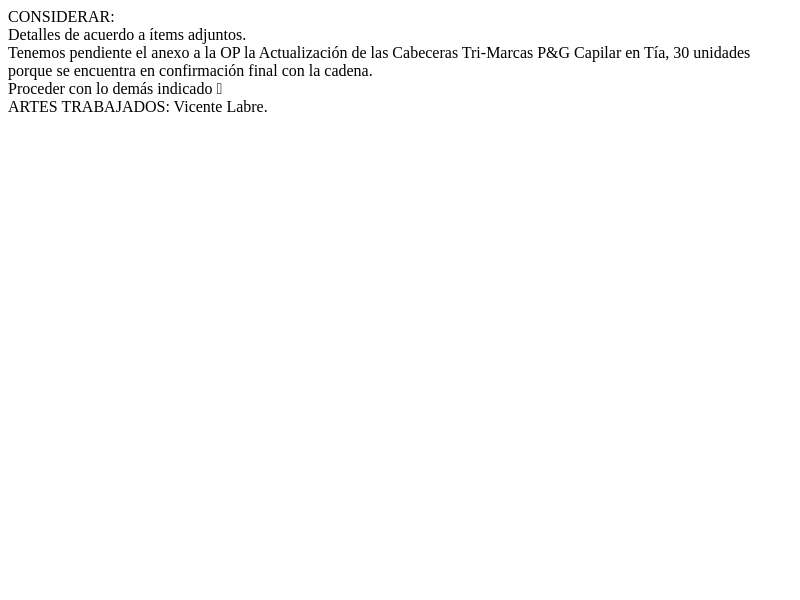 CONSIDERAR:
Detalles de acuerdo a ítems adjuntos.
Tenemos pendiente el anexo a la OP la Actualización de las Cabeceras Tri-Marcas P&G Capilar en Tía, 30 unidades
porque se encuentra en confirmación final con la cadena.
Proceder con lo demás indicado
ARTES TRABAJADOS: Vicente Labre.